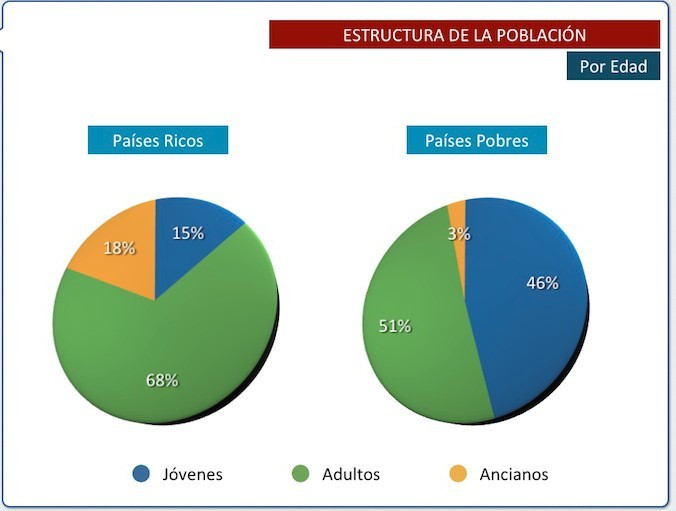 ESTRUCTURA DE LA POBLACIÓN
Por Edad
Países Ricos
Países Pobres
15%
18%
68%
3%
46%
51%
Jóvenes
Adultos
Ancianos